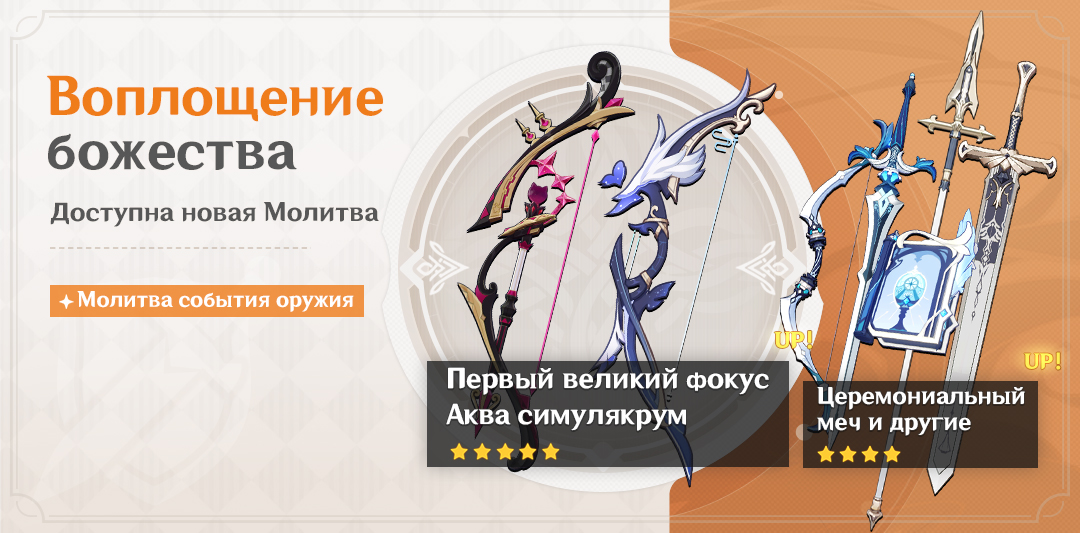 Воплощение
божества
Доступна новая Молитва
Молитва события оружия
UP!
Первый великий фокус
Аква симулякрум
UP!
Церемониальный
меч и другие